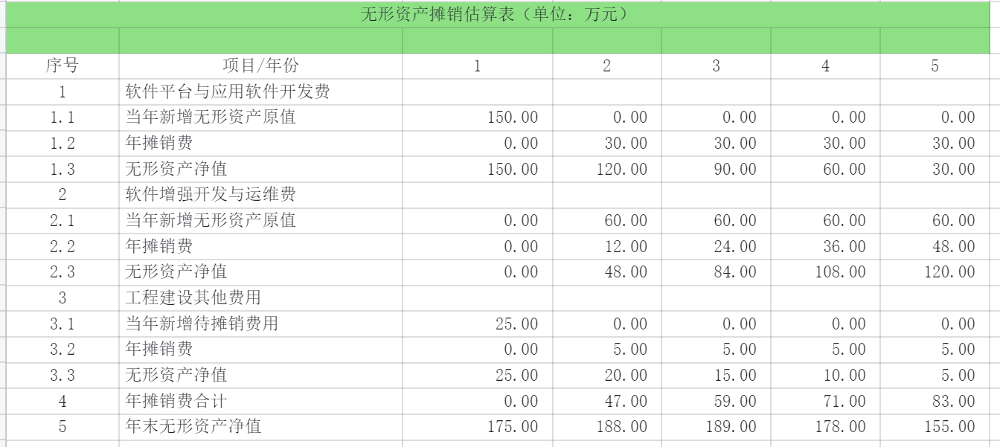 无形资产摊销估算表（单位：万元）
序号 项目/年份 1 2 3 4 5
1 软件平台与应用软件开发费
1.1 当年新增无形资产原值 150.00 0.00 0.00 0.00 0.00
1.2 年摊销费 0.00 30.00 30.00 30.00 30.00
1.3 无形资产净值 150.00 120.00 90.00 60.00 30.00
2 软件增强开发与运维费
2.1 当年新增无形资产原值 0.00 60.00 60.00 60.00 60.00
2.2 年摊销费 0.00 12.00 24.00 36.00 48.00
2.3 无形资产净值 0.00 48.00 84.00 108.00 120.00
3 工程建设其他费用
3.1 当年新增待摊销费用 25.00 0.00 0.00 0.00 0.00
3.2 年摊销费 0.00 5.00 5.00 5.00 5.00
3.3 无形资产净值 25.00 20.00 15.00 10.00 5.00
4 年摊销费合计 0.00 47.00 59.00 71.00 83.00
5 年末无形资产净值 175.00 188.00 189.00 178.00 155.00